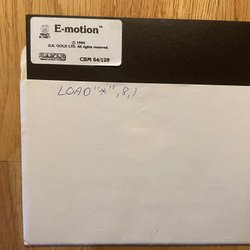 E-motion™
© 1990
U.S. GOLD LTD. All rights reserved.
CBM 64/128
LOAD"*",8,1